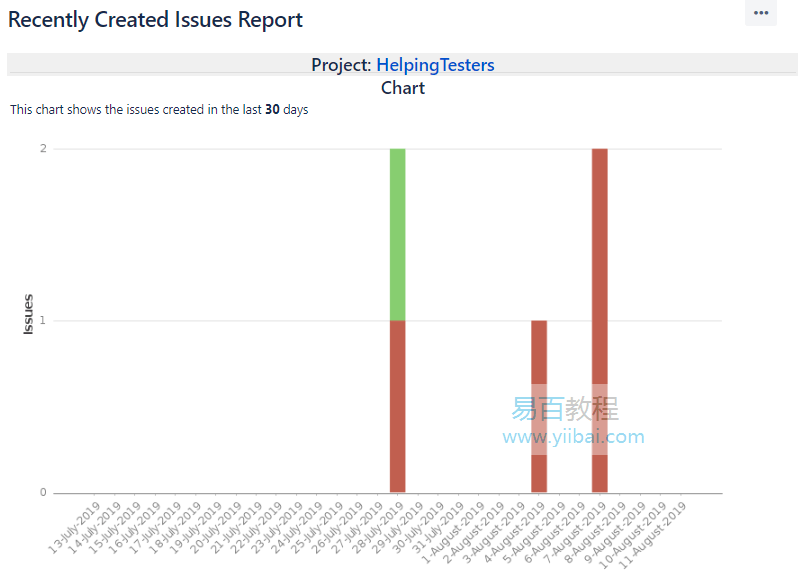 Recently Created Issues Report
•••
Project: HelpingTesters
Chart
This chart shows the issues created in the last 30 days
2
1
0
Issues
易百教程
www.yiibai.com
13-July-2019
14-July-2019
15-July-2019
16-July-2019
17-July-2019
18-July-2019
19-July-2019
20-July-2019
21-July-2019
22-July-2019
23-July-2019
24-July-2019
25-July-2019
26-July-2019
27-July-2019
28-July-2019
29-July-2019
30-July-2019
31-July-2019
1-August-2019
2-August-2019
3-August-2019
4-August-2019
5-August-2019
6-August-2019
7-August-2019
8-August-2019
9-August-2019
10-August-2019
11-August-2019